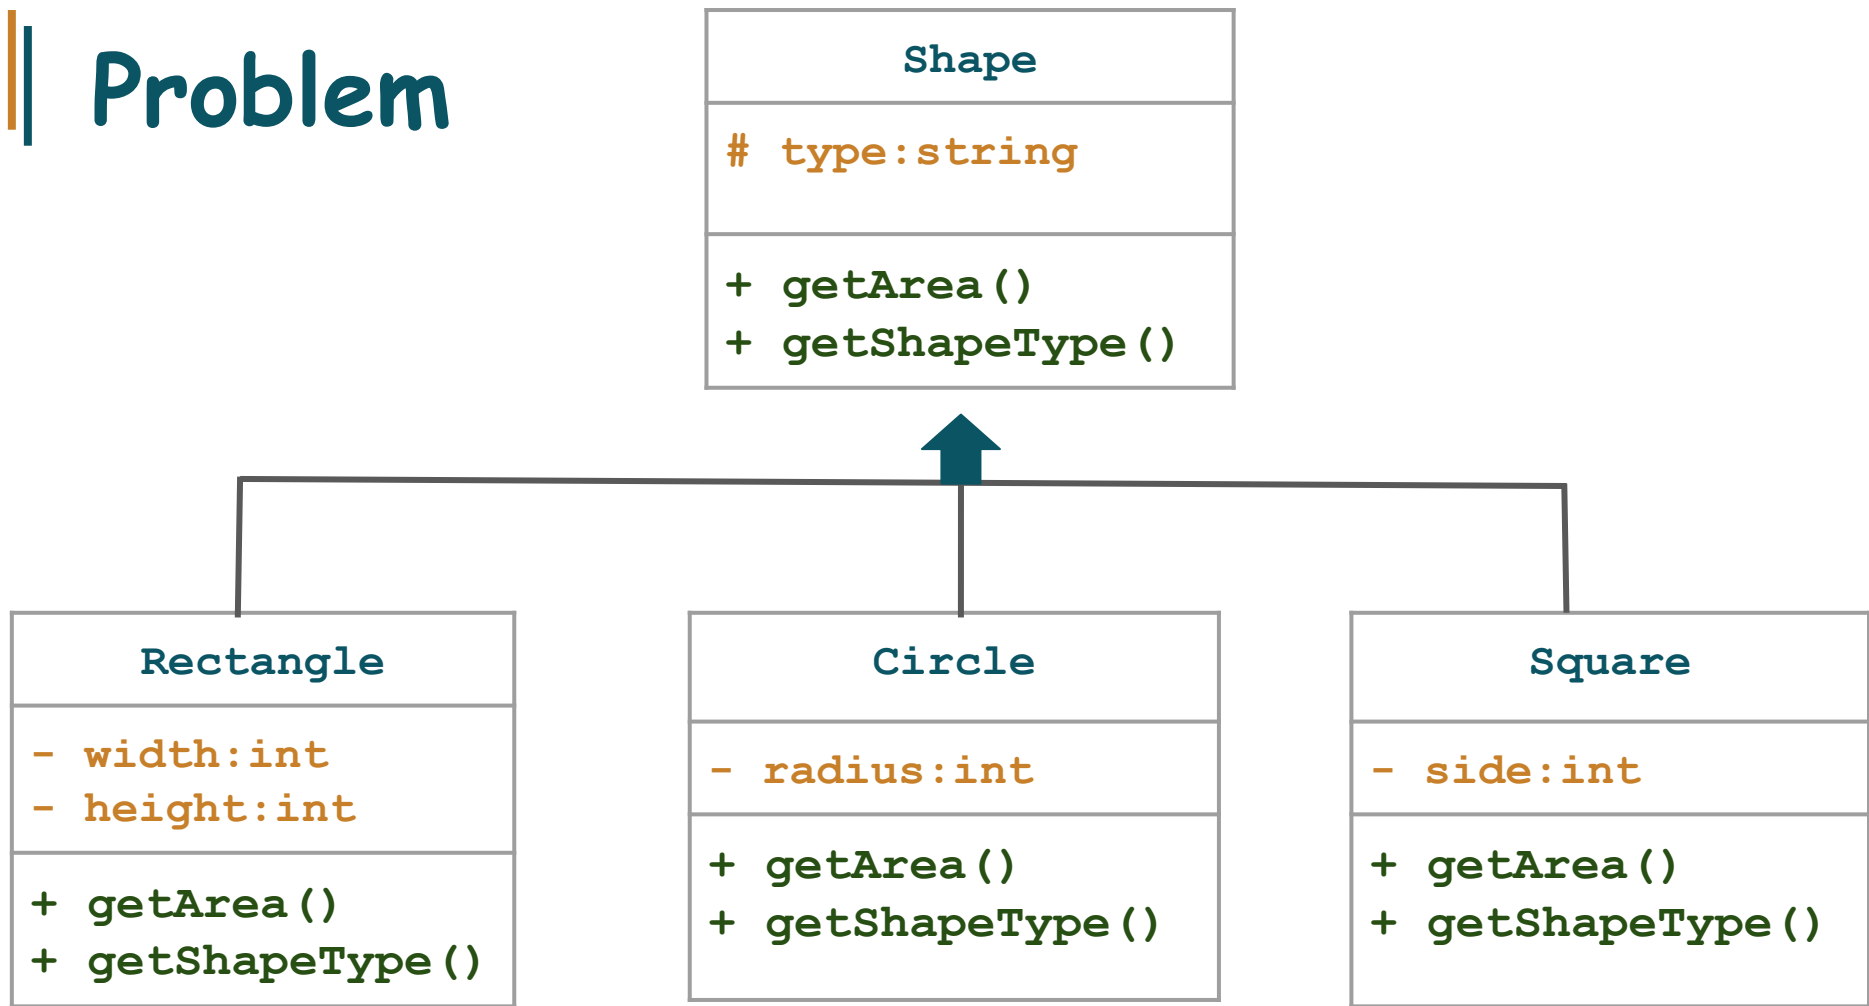 Problem
Shape
# type:string
+ getArea()
+ getShapeType()
Rectangle
- width:int
- height:int
+ getArea()
+ getShapeType()
Circle
- radius:int
+ getArea()
+ getShapeType()
Square
- side:int
+ getArea()
+ getShapeType()